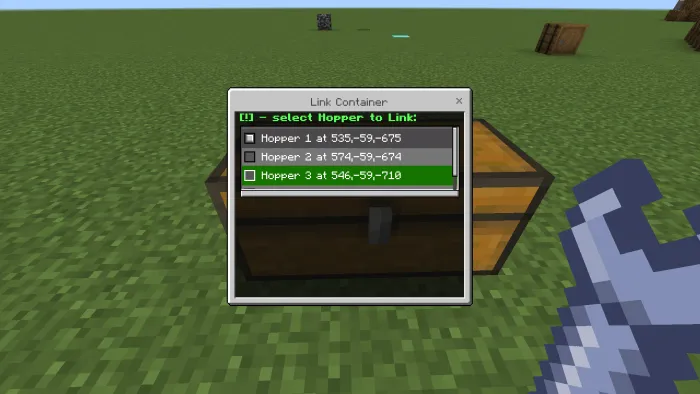 Link Container
[!] - select Hopper to Link:
Hopper 1 at 535,-59,-675
Hopper 2 at 574,-59,-674
Hopper 3 at 546,-59,-710